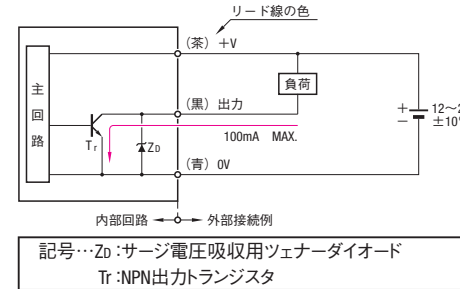 リード線の色
(茶) +V
主回路
負荷
(黒) 出力
+
−
12~2
±10%
100mA MAX.
Tr
ZD
(青) 0V
内部回路
外部接続例
記号…ZD:サージ電圧吸収用ツェナーダイオード
Tr:NPN出力トランジスタ